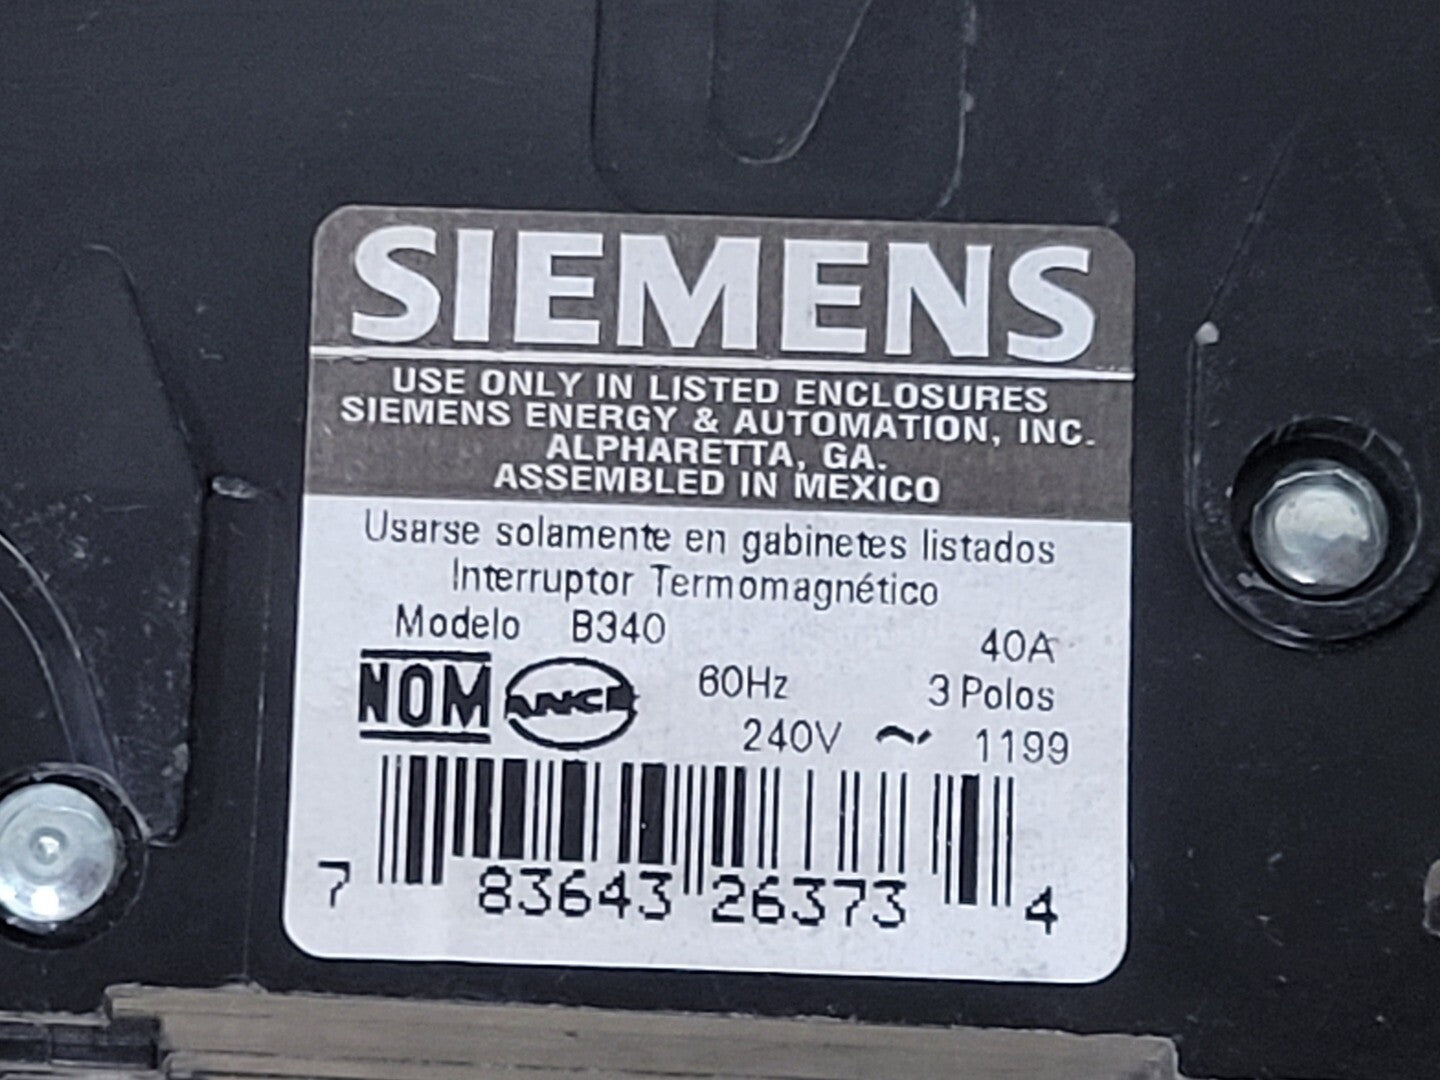 SIEMENS
USE ONLY IN LISTED ENCLOSURES
SIEMENS ENERGY & AUTOMATION, INC.
ALPHARETTA, GA.
ASSEMBLED IN MEXICO
Usarse solamente en gabinetes listados
Interruptor Termomagnético
Modelo B340 40A
NOM ANCE 60Hz 3 Polos
240V ~ 1199
7 83643 26373 4